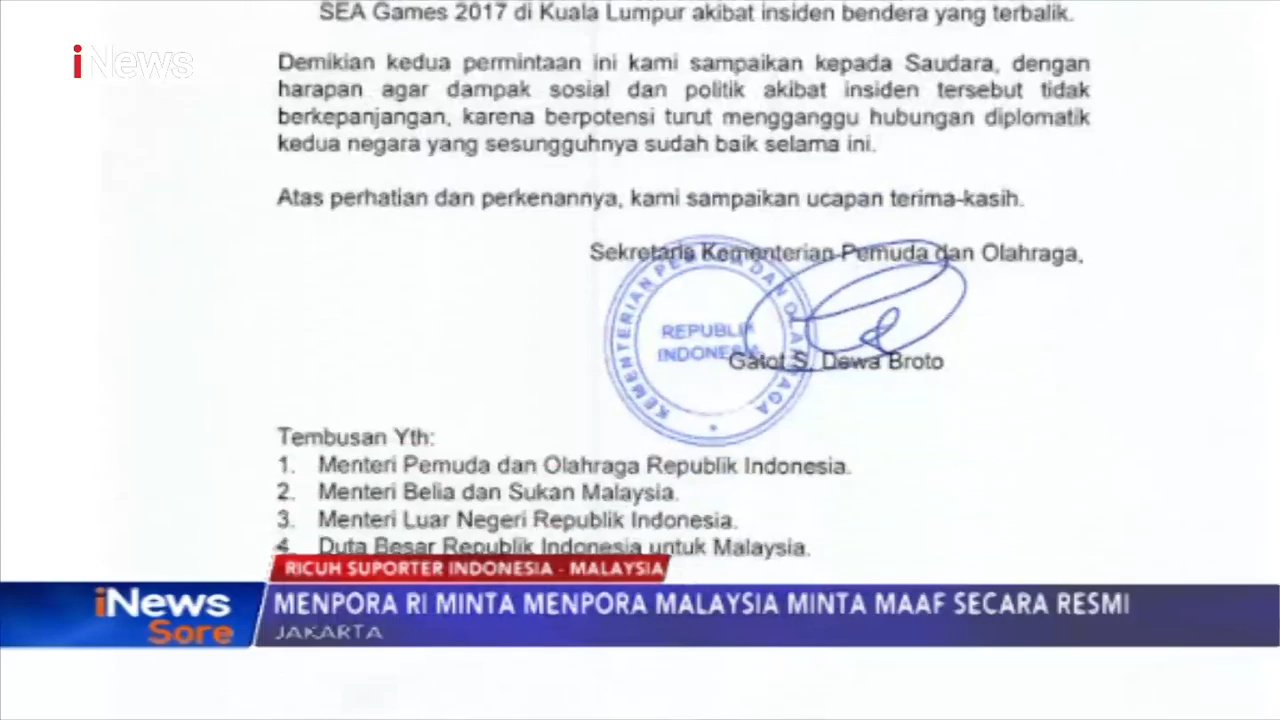 SEA Games 2017 di Kuala Lumpur akibat insiden bendera yang terbalik.
iNews
Demikian kedua permintaan ini kami sampaikan kepada Saudara, dengan
harapan agar dampak sosial dan politik akibat insiden tersebut tidak
berkepanjangan, karena berpotensi turut mengganggu hubungan diplomatik
kedua negara yang sesungguhnya sudah baik selama ini.
Atas perhatian dan perkenannya, kami sampaikan ucapan terima-kasih.
Sekretaris Kementerian Pemuda dan Olahraga,
KEMENTERIAN PEMUDA DAN OLAHRAGA
REPUBLIK
INDONESIA
Gatot S. Dewa Broto
Tembusan Yth:
1. Menteri Pemuda dan Olahraga Republik Indonesia.
2. Menteri Belia dan Sukan Malaysia.
3. Menteri Luar Negeri Republik Indonesia.
4. Duta Besar Republik Indonesia untuk Malaysia.
RICUH SUPORTER INDONESIA - MALAYSIA
iNews
Sore
MENPORA RI MINTA MENPORA MALAYSIA MINTA MAAF SECARA RESMI
JAKARTA